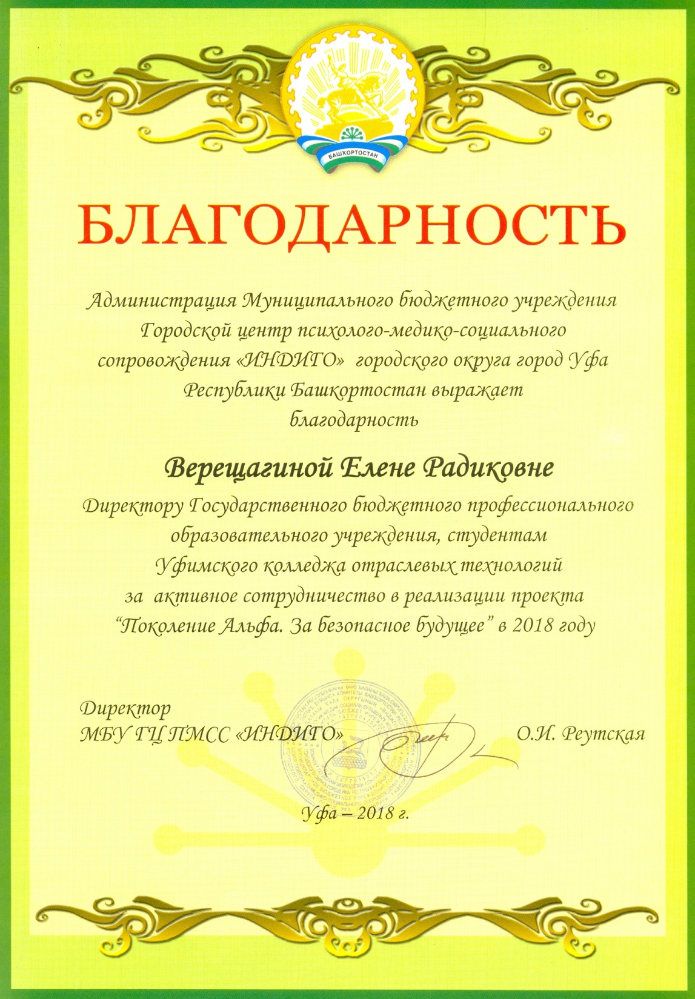 БАШКОРТОСТАН
БЛАГОДАРНОСТЬ
Администрация Муниципального бюджетного учреждения
Городской центр психолого-медико-социального
сопровождения «ИНДИГО» городского округа город Уфа
Республики Башкортостан выражает
благодарность
Верещагиной Елене Радиковне
Директору Государственного бюджетного профессионального
образовательного учреждения, студентам
Уфимского колледжа отраслевых технологий
за активное сотрудничество в реализации проекта
“Поколение Альфа. За безопасное будущее” в 2018 году
Директор
МБУ ГЦ ПМСС «ИНДИГО» О.И. Реутская
Уфа – 2018 г.